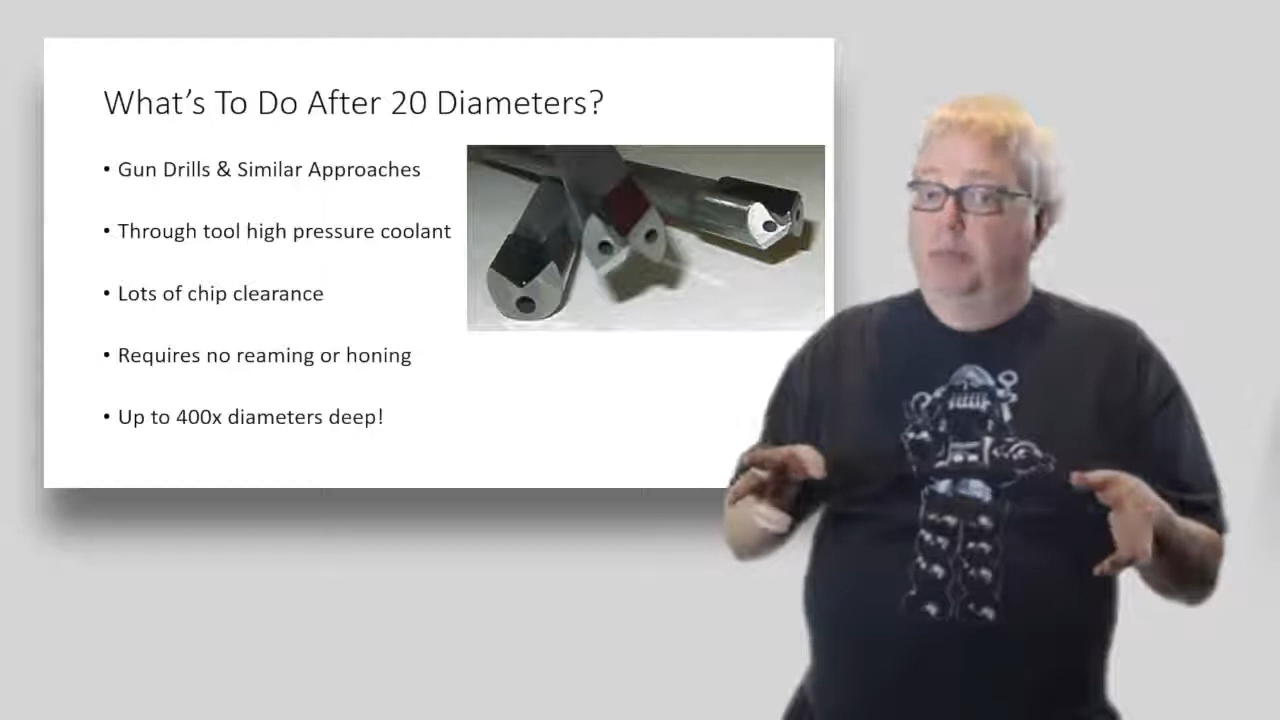 What's To Do After 20 Diameters?
• Gun Drills & Similar Approaches
• Through tool high pressure coolant
• Lots of chip clearance
• Requires no reaming or honing
• Up to 400x diameters deep!